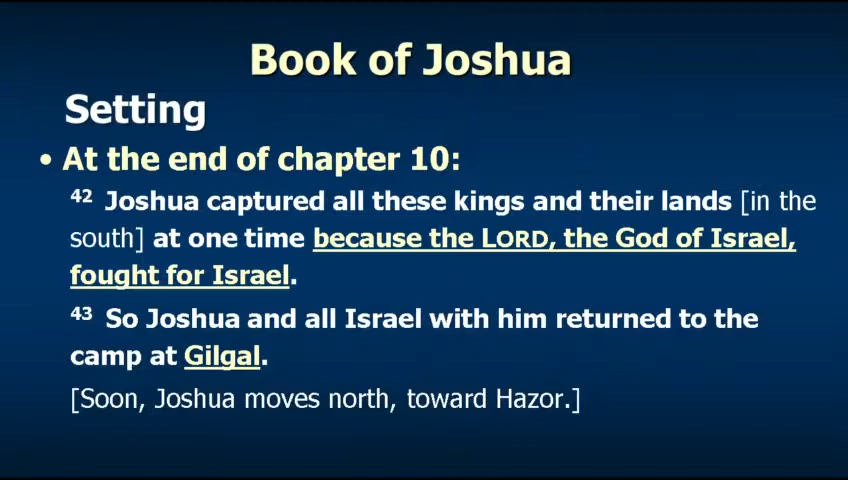 Book of Joshua
Setting
• At the end of chapter 10:
42 Joshua captured all these kings and their lands [in the
south] at one time because the LORD, the God of Israel,
fought for Israel.
43 So Joshua and all Israel with him returned to the
camp at Gilgal.
[Soon, Joshua moves north, toward Hazor.]